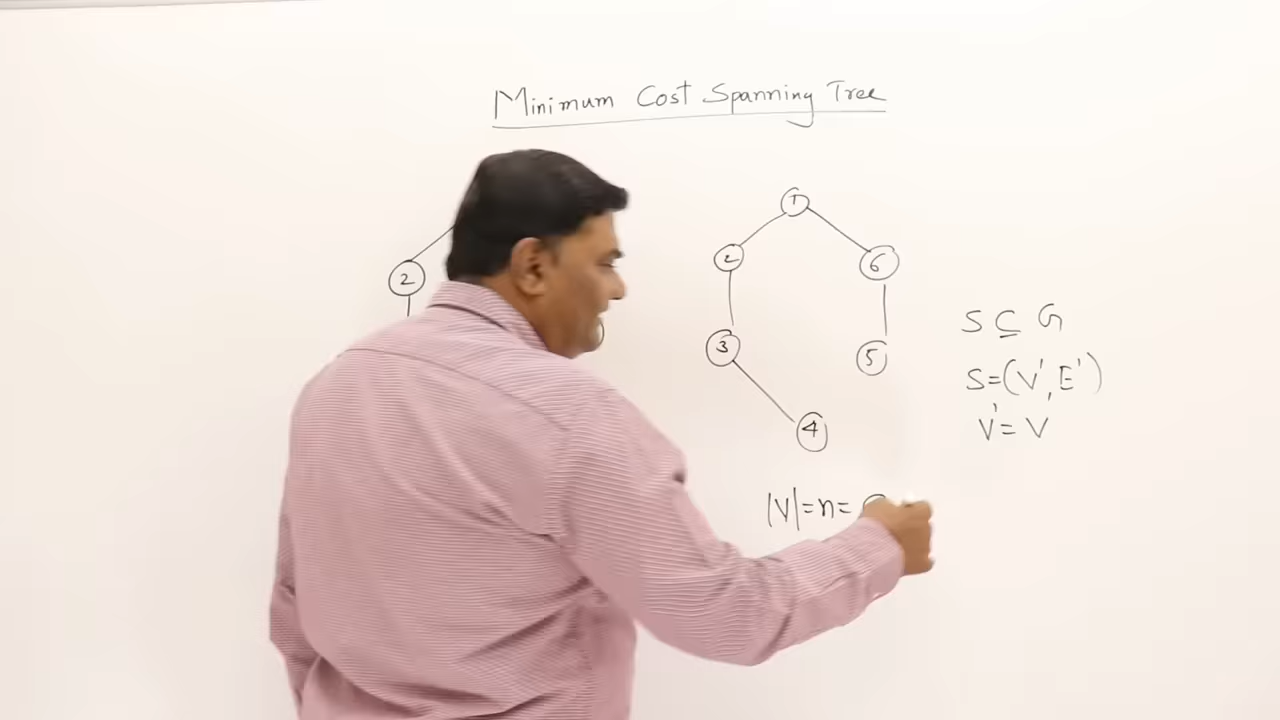 Minimum Cost Spanning Tree
1
2
6
2
3
5
4
S ⊆ G
S=(V', E')
V'= V
|V|=n=